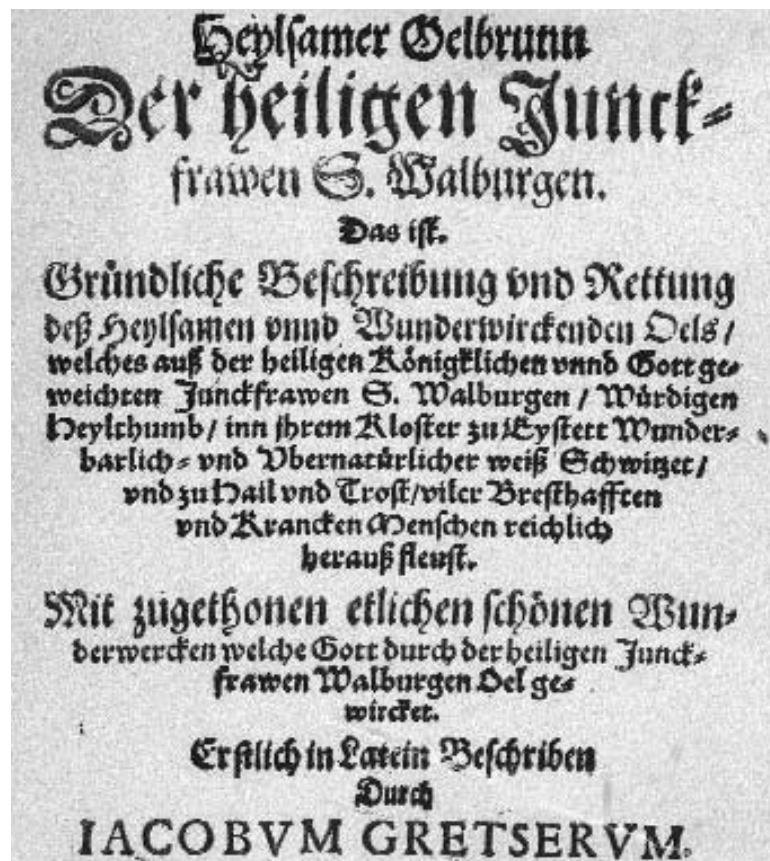 Heylsamer Oelbrunn
Der heiligen Junck-
frawen S. Walburgen.
Das ist.
Gründliche Beschreibung vnd Rettung
deß Heylsamen vnnd Wunderwirckenden Oels/
welches auß der heiligen Königklichen vnnd Gott ge-
weichten Junckfrawen S. Walburgen / Würdigen
Heylthumb/ inn jhrem Kloster zu Eystett Wunder-
barlich- vnd Vbernatürlicher weiß Schwitzet/
vnd zu Hail vnd Trost/viler Bresthafften
vnd Krancken Menschen reichlich
herauß fleust.
Mit zugethonen etlichen schönen Wun-
derwercken welche Gott durch der heiligen Junck-
frawen Walburgen Oel ge-
wircket.
Erstlich in Latein Beschriben
Durch
IACOBVM GRETSERVM.